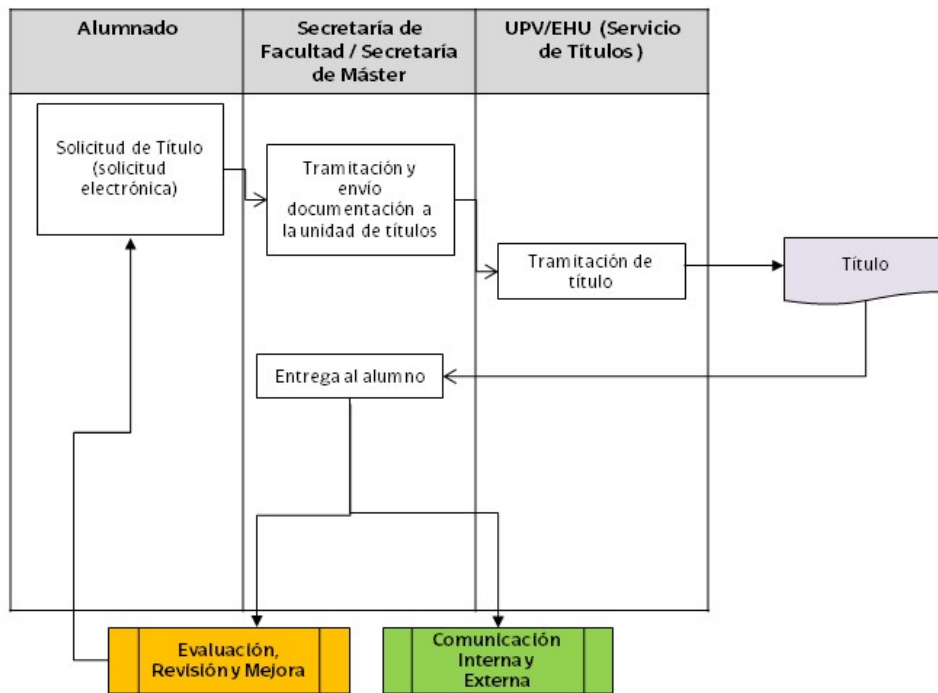 Alumnado
Secretaría de
Facultad / Secretaría
de Máster
UPV/EHU (Servicio
de Títulos)
Solicitud de Título
(solicitud
electrónica)
Tramitación y
envío
documentación a
la unidad de títulos
Tramitación de
título
Título
Entrega al alumno
Evaluación,
Revisión y Mejora
Comunicación
Interna y
Externa